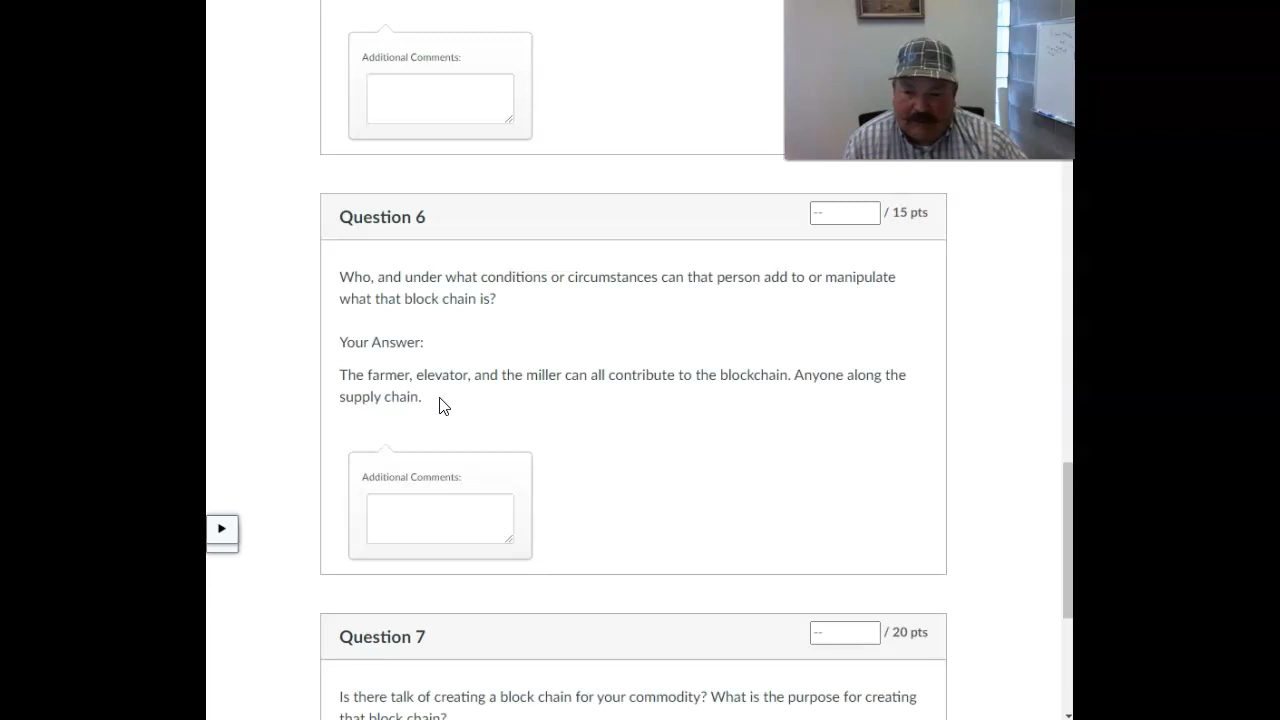 Additional Comments:
Question 6
-- / 15 pts
Who, and under what conditions or circumstances can that person add to or manipulate
what that block chain is?
Your Answer:
The farmer, elevator, and the miller can all contribute to the blockchain. Anyone along the
supply chain.
Additional Comments:
Question 7
-- / 20 pts
Is there talk of creating a block chain for your commodity? What is the purpose for creating
that block chain?